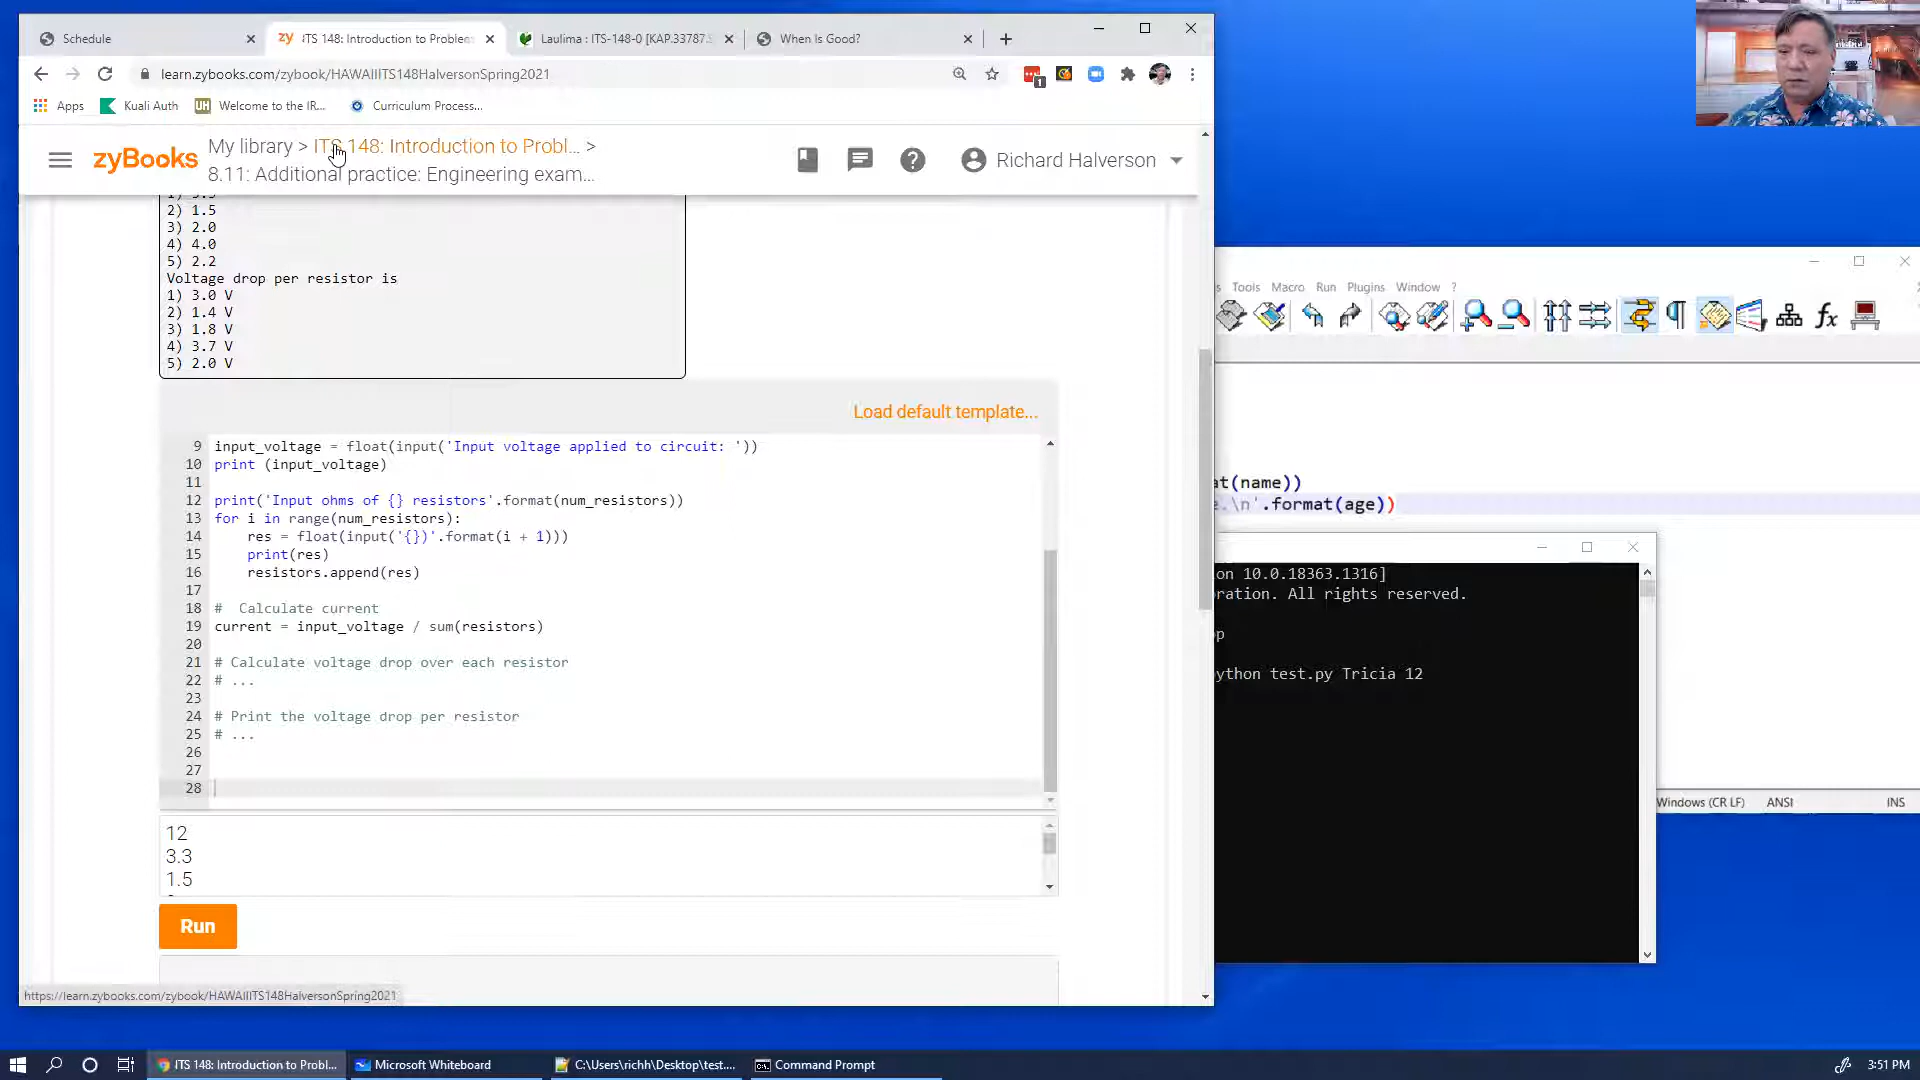 Schedule
ITS 148: Introduction to Problem
Laulima : ITS-148-0 [KAP.33787.S
When Is Good?
learn.zybooks.com/zybook/HAWAIIITS148HalversonSpring2021
1
Apps
Kuali Auth
UH
Welcome to the IR...
Curriculum Process...
zyBooks
My library > ITS 148: Introduction to Probl... >
8.11: Additional practice: Engineering exam...
Richard Halverson
2) 1.5
3) 2.0
4) 4.0
5) 2.2
Voltage drop per resistor is
1) 3.0 V
2) 1.4 V
3) 1.8 V
4) 3.7 V
5) 2.0 V
Load default template...
9 input_voltage = float(input('Input voltage applied to circuit: '))
10 print (input_voltage)
11
12 print('Input ohms of {} resistors'.format(num_resistors))
13 for i in range(num_resistors):
14     res = float(input('{})'.format(i + 1)))
15     print(res)
16     resistors.append(res)
17
18 #  Calculate current
19 current = input_voltage / sum(resistors)
20
21 # Calculate voltage drop over each resistor
22 # ...
23
24 # Print the voltage drop per resistor
25 # ...
26
27
28
12
3.3
1.5
Run
https://learn.zybooks.com/zybook/HAWAIIITS148HalversonSpring2021
s Tools Macro Run Plugins Window ?
at(name))
e.\n'.format(age))
on 10.0.18363.1316]
oration. All rights reserved.
op
ython test.py Tricia 12
Windows (CR LF)
ANSI
INS
ITS 148: Introduction to Probl...
Microsoft Whiteboard
C:\Users\richh\Desktop\test....
Command Prompt
3:51 PM